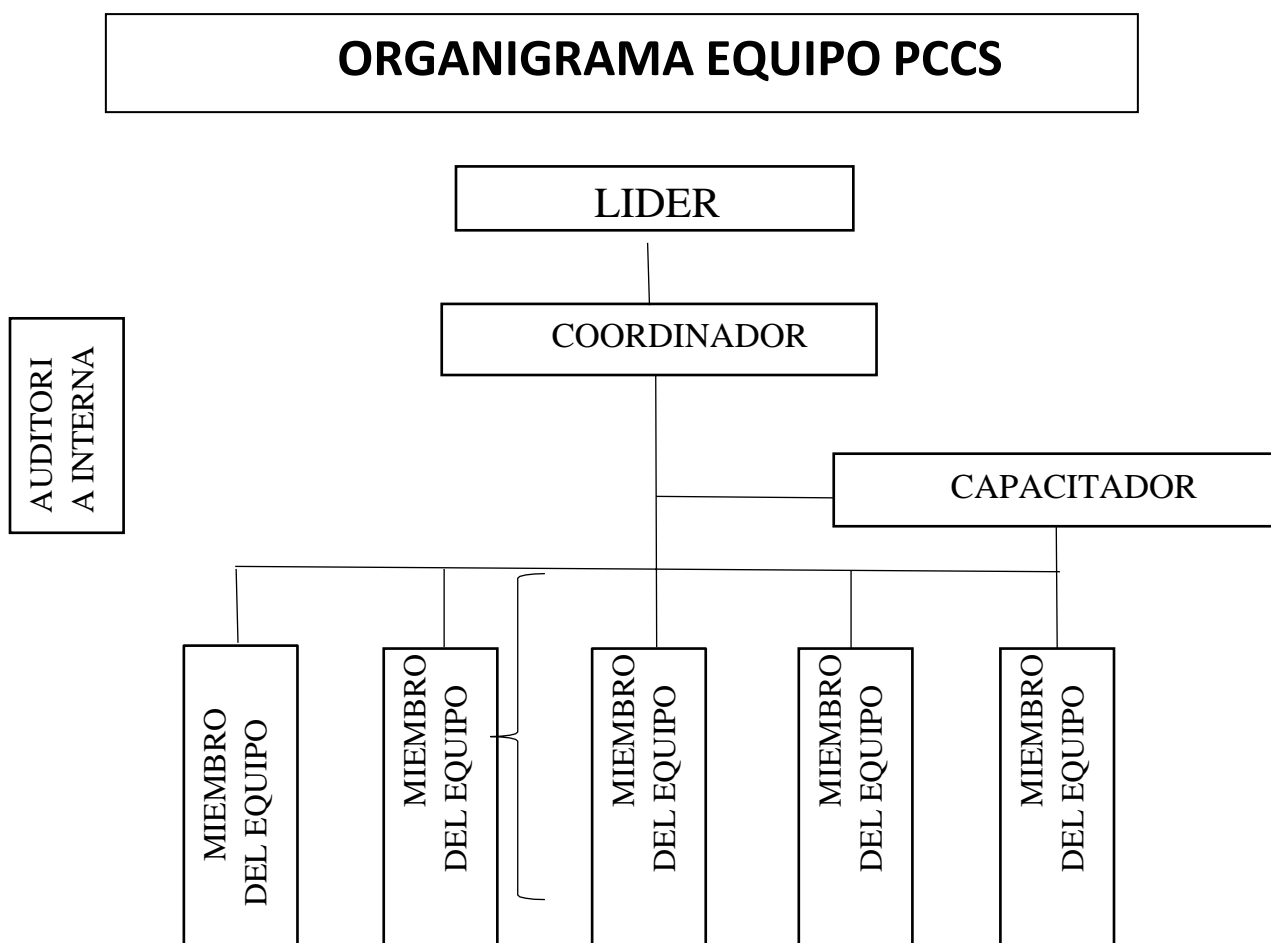 ORGANIGRAMA EQUIPO PCCS
LIDER
COORDINADOR
AUDITORI
A INTERNA
CAPACITADOR
MIEMBRO
DEL EQUIPO
MIEMBRO
DEL EQUIPO
MIEMBRO
DEL EQUIPO
MIEMBRO
DEL EQUIPO
MIEMBRO
DEL EQUIPO